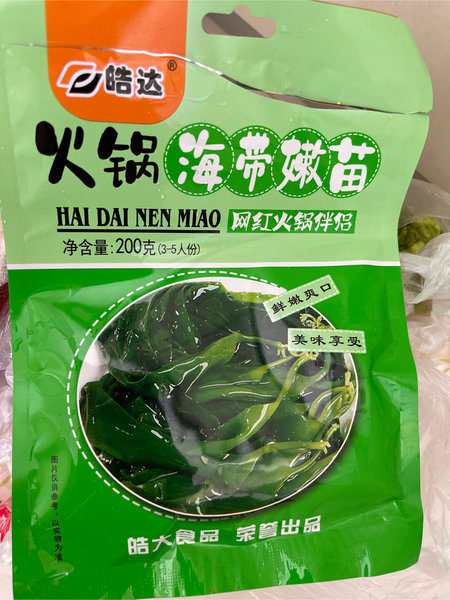 皓达®
火锅海带嫩苗
HAI DAI NEN MIAO 网红火锅伴侣
净含量:200克(3-5人份)
鲜嫩爽口
美味享受
图片仅供参考,以实物为准
皓大食品 荣誉出品